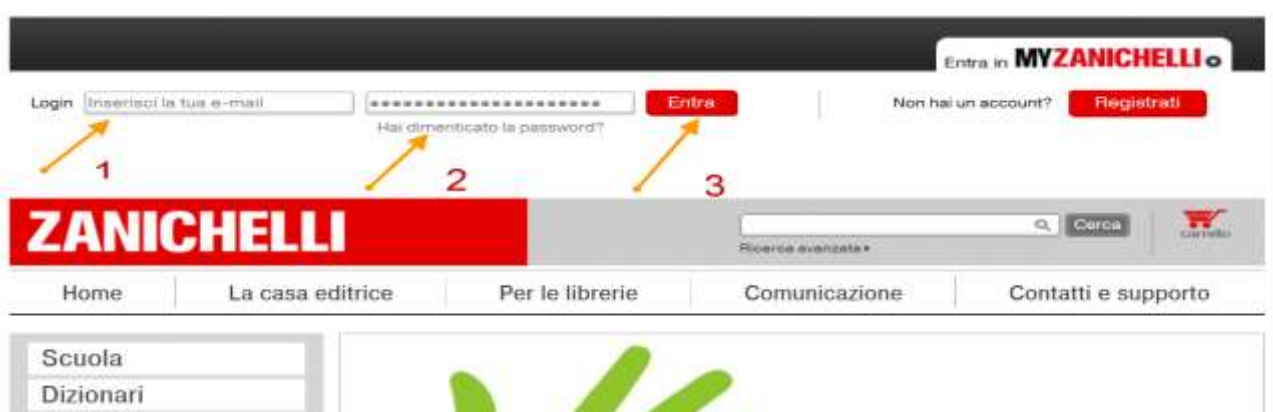 Entra in MYZANICHELLI
Login Inserisci la tua e-mail •••••••••••••••••••••• Entra Non hai un account? Registrati
Hai dimenticato la password?
1 2 3
ZANICHELLI Cerca carrello
Ricerca avanzata
Home La casa editrice Per le librerie Comunicazione Contatti e supporto
Scuola
Dizionari